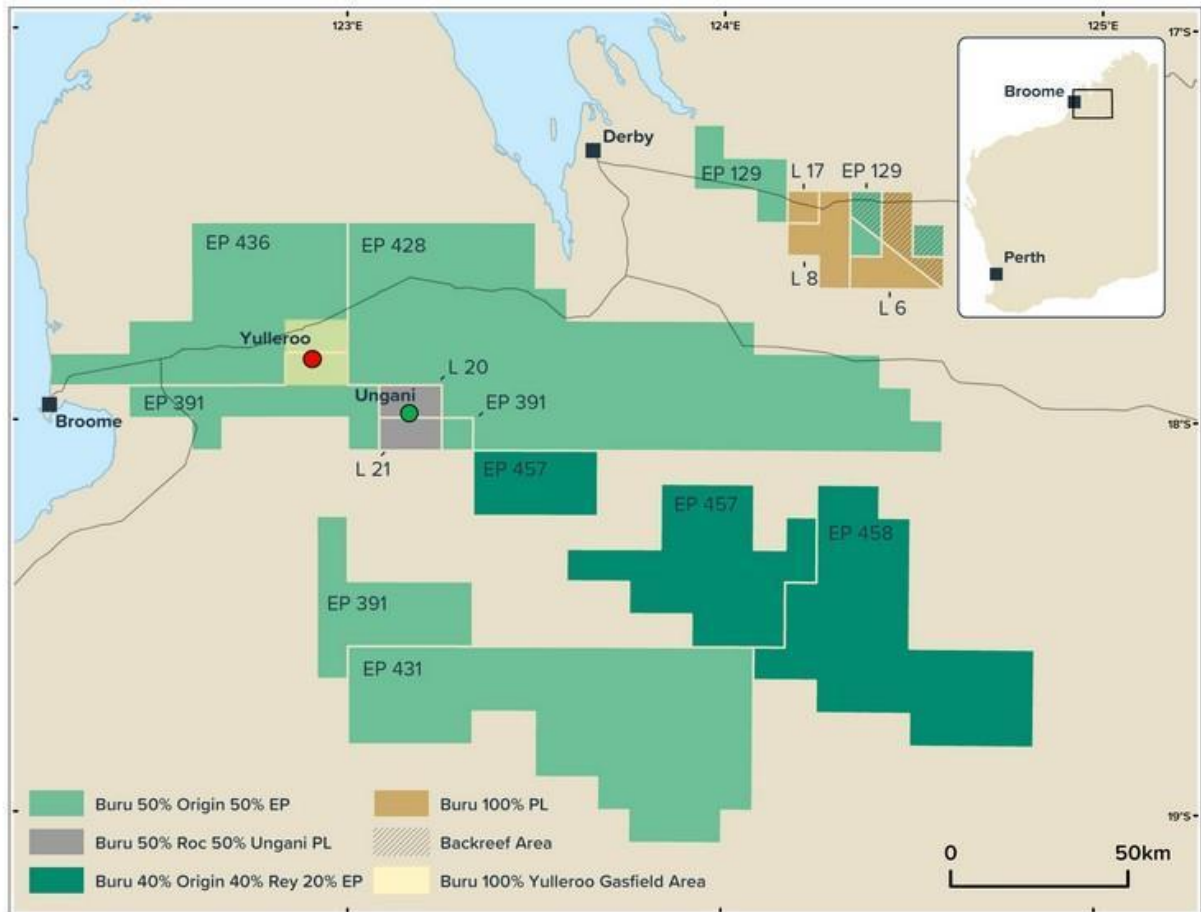 123°E
124°E
125°E
17°S
Broome
Perth
Derby
EP 129
L 17
EP 129
L 8
L 6
EP 436
EP 428
Yulleroo
L 20
Ungani
EP 391
EP 391
Broome
18°S
L 21
EP 457
EP 457
EP 458
EP 391
EP 431
Buru 50% Origin 50% EP
Buru 50% Roc 50% Ungani PL
Buru 40% Origin 40% Rey 20% EP
Buru 100% PL
Backreef Area
Buru 100% Yulleroo Gasfield Area
19°S
0 50km